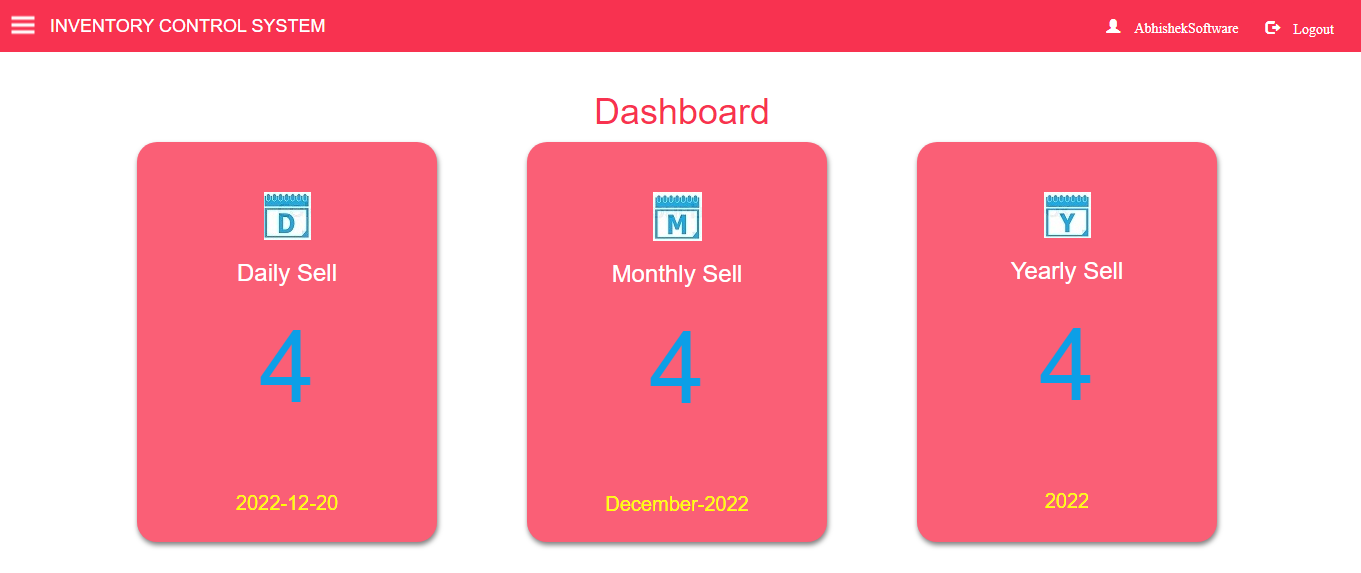 INVENTORY CONTROL SYSTEM
AbhishekSoftware
Logout
Dashboard
D
Daily Sell
4
2022-12-20
M
Monthly Sell
4
December-2022
Y
Yearly Sell
4
2022